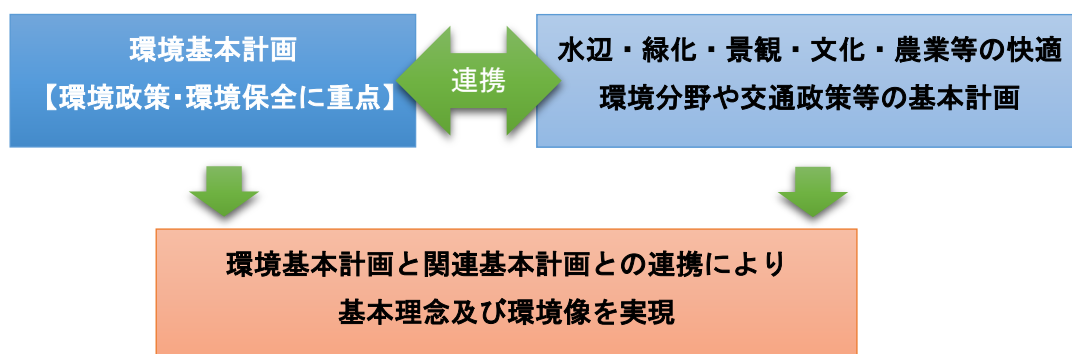 環境基本計画
【環境政策・環境保全に重点】
連携
水辺・緑化・景観・文化・農業等の快適
環境分野や交通政策等の基本計画
環境基本計画と関連基本計画との連携により
基本理念及び環境像を実現